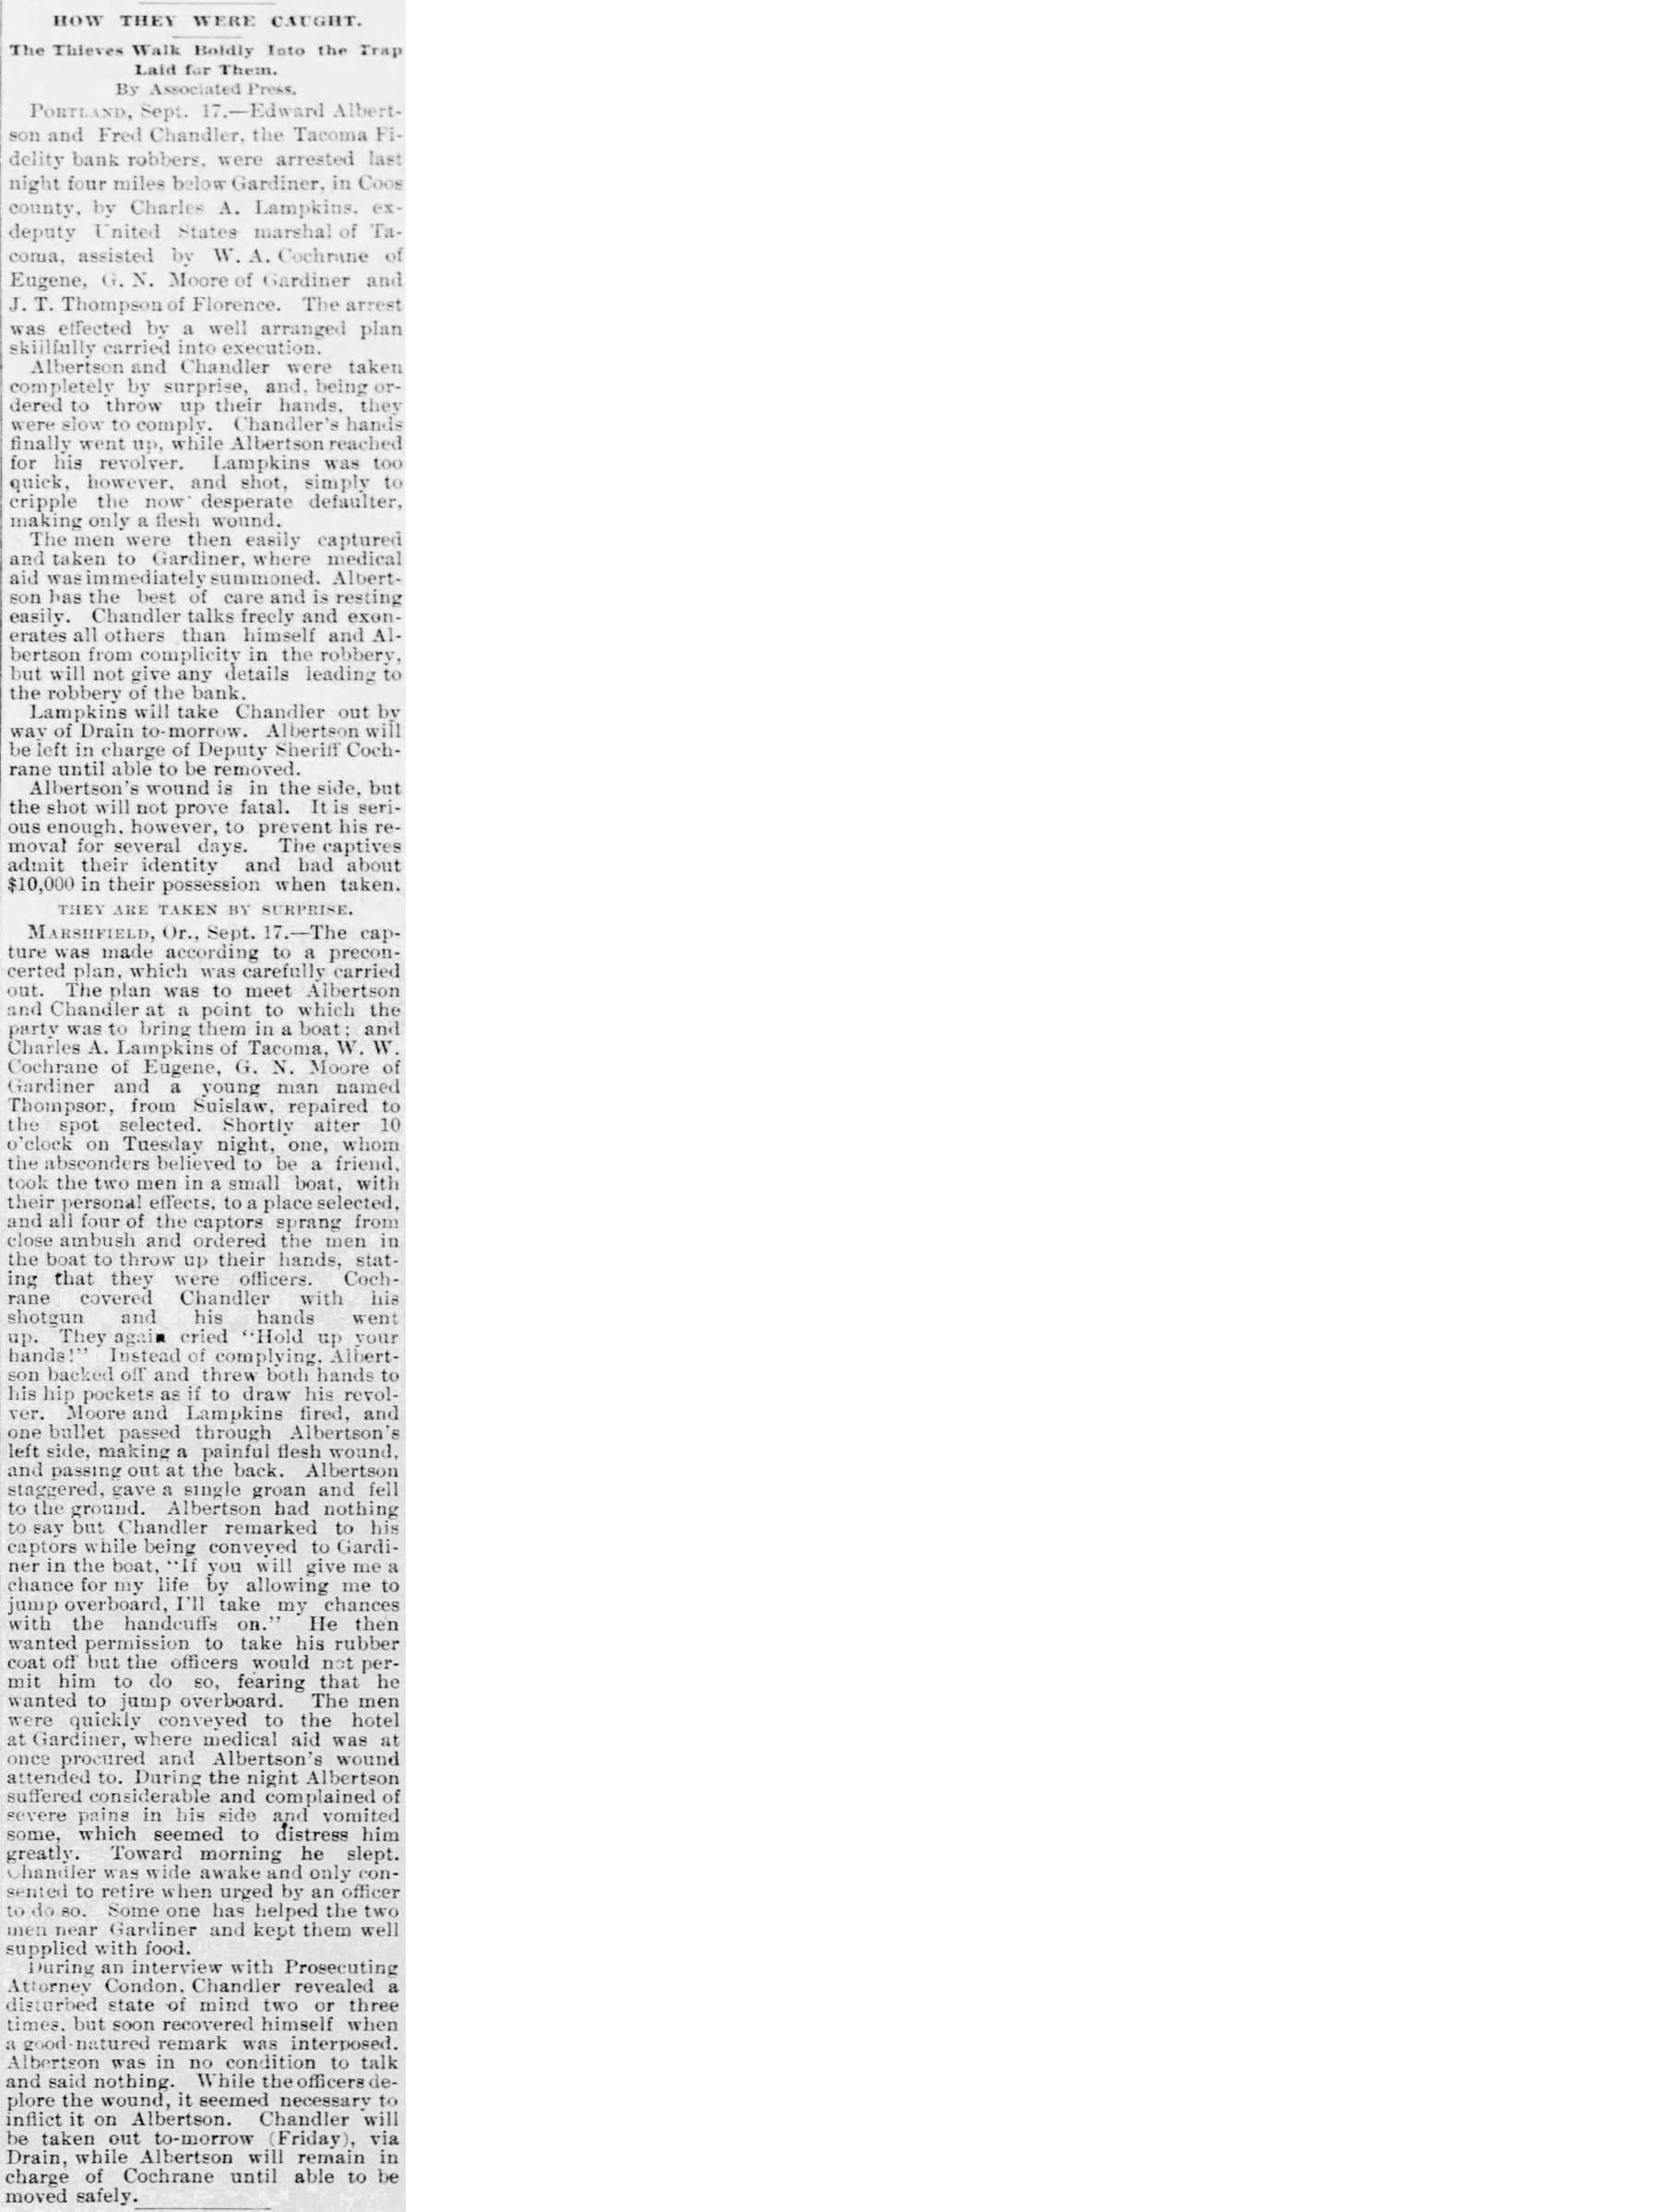 HOW THEY WERE CAUGHT.
The Thieves Walk Boldly Into the Trap
Laid for Them.
By Associated Press.
PORTLAND, Sept. 17.—Edward Albert-
son and Fred Chandler, the Tacoma Fi-
delity bank robbers, were arrested last
night four miles below Gardiner, in Coos
county, by Charles A. Lampkins, ex-
deputy United States marshal of Ta-
coma, assisted by W. A. Cochrane of
Eugene, G. N. Moore of Gardiner and
J. T. Thompson of Florence. The arrest
was effected by a well arranged plan
skillfully carried into execution.
Albertson and Chandler were taken
completely by surprise, and, being or-
dered to throw up their hands, they
were slow to comply. Chandler's hands
finally went up, while Albertson reached
for his revolver. Lampkins was too
quick, however, and shot, simply to
cripple the now desperate defaulter,
making only a flesh wound.
The men were then easily captured
and taken to Gardiner, where medical
aid was immediately summoned. Albert-
son has the best of care and is resting
easily. Chandler talks freely and exon-
erates all others than himself and Al-
bertson from complicity in the robbery,
but will not give any details leading to
the robbery of the bank.
Lampkins will take Chandler out by
way of Drain to-morrow. Albertson will
be left in charge of Deputy Sheriff Coch-
rane until able to be removed.
Albertson's wound is in the side, but
the shot will not prove fatal. It is seri-
ous enough, however, to prevent his re-
moval for several days. The captives
admit their identity and had about
$10,000 in their possession when taken.
THEY ARE TAKEN BY SURPRISE.
MARSHFIELD, Or., Sept. 17.—The cap-
ture was made according to a precon-
certed plan, which was carefully carried
out. The plan was to meet Albertson
and Chandler at a point to which the
party was to bring them in a boat; and
Charles A. Lampkins of Tacoma, W. W.
Cochrane of Eugene, G. N. Moore of
Gardiner and a young man named
Thompson, from Suislaw, repaired to
the spot selected. Shortly after 10
o'clock on Tuesday night, one, whom
the absconders believed to be a friend,
took the two men in a small boat, with
their personal effects, to a place selected,
and all four of the captors sprang from
close ambush and ordered the men in
the boat to throw up their hands, stat-
ing that they were officers. Coch-
rane covered Chandler with his
shotgun and his hands went
up. They again cried "Hold up your
hands!" Instead of complying, Albert-
son backed off and threw both hands to
his hip pockets as if to draw his revol-
ver. Moore and Lampkins fired, and
one bullet passed through Albertson's
left side, making a painful flesh wound,
and passing out at the back. Albertson
staggered, gave a single groan and fell
to the ground. Albertson had nothing
to say but Chandler remarked to his
captors while being conveyed to Gardi-
ner in the boat, "If you will give me a
chance for my life by allowing me to
jump overboard, I'll take my chances
with the handcuffs on." He then
wanted permission to take his rubber
coat off but the officers would not per-
mit him to do so, fearing that he
wanted to jump overboard. The men
were quickly conveyed to the hotel
at Gardiner, where medical aid was at
once procured and Albertson's wound
attended to. During the night Albertson
suffered considerable and complained of
severe pains in his side and vomited
some, which seemed to distress him
greatly. Toward morning he slept.
Chandler was wide awake and only con-
sented to retire when urged by an officer
to do so. Some one has helped the two
men near Gardiner and kept them well
supplied with food.
During an interview with Prosecuting
Attorney Condon, Chandler revealed a
disturbed state of mind two or three
times, but soon recovered himself when
a good-natured remark was interposed.
Albertson was in no condition to talk
and said nothing. While the officers de-
plore the wound, it seemed necessary to
inflict it on Albertson. Chandler will
be taken out to-morrow (Friday), via
Drain, while Albertson will remain in
charge of Cochrane until able to be
moved safely.